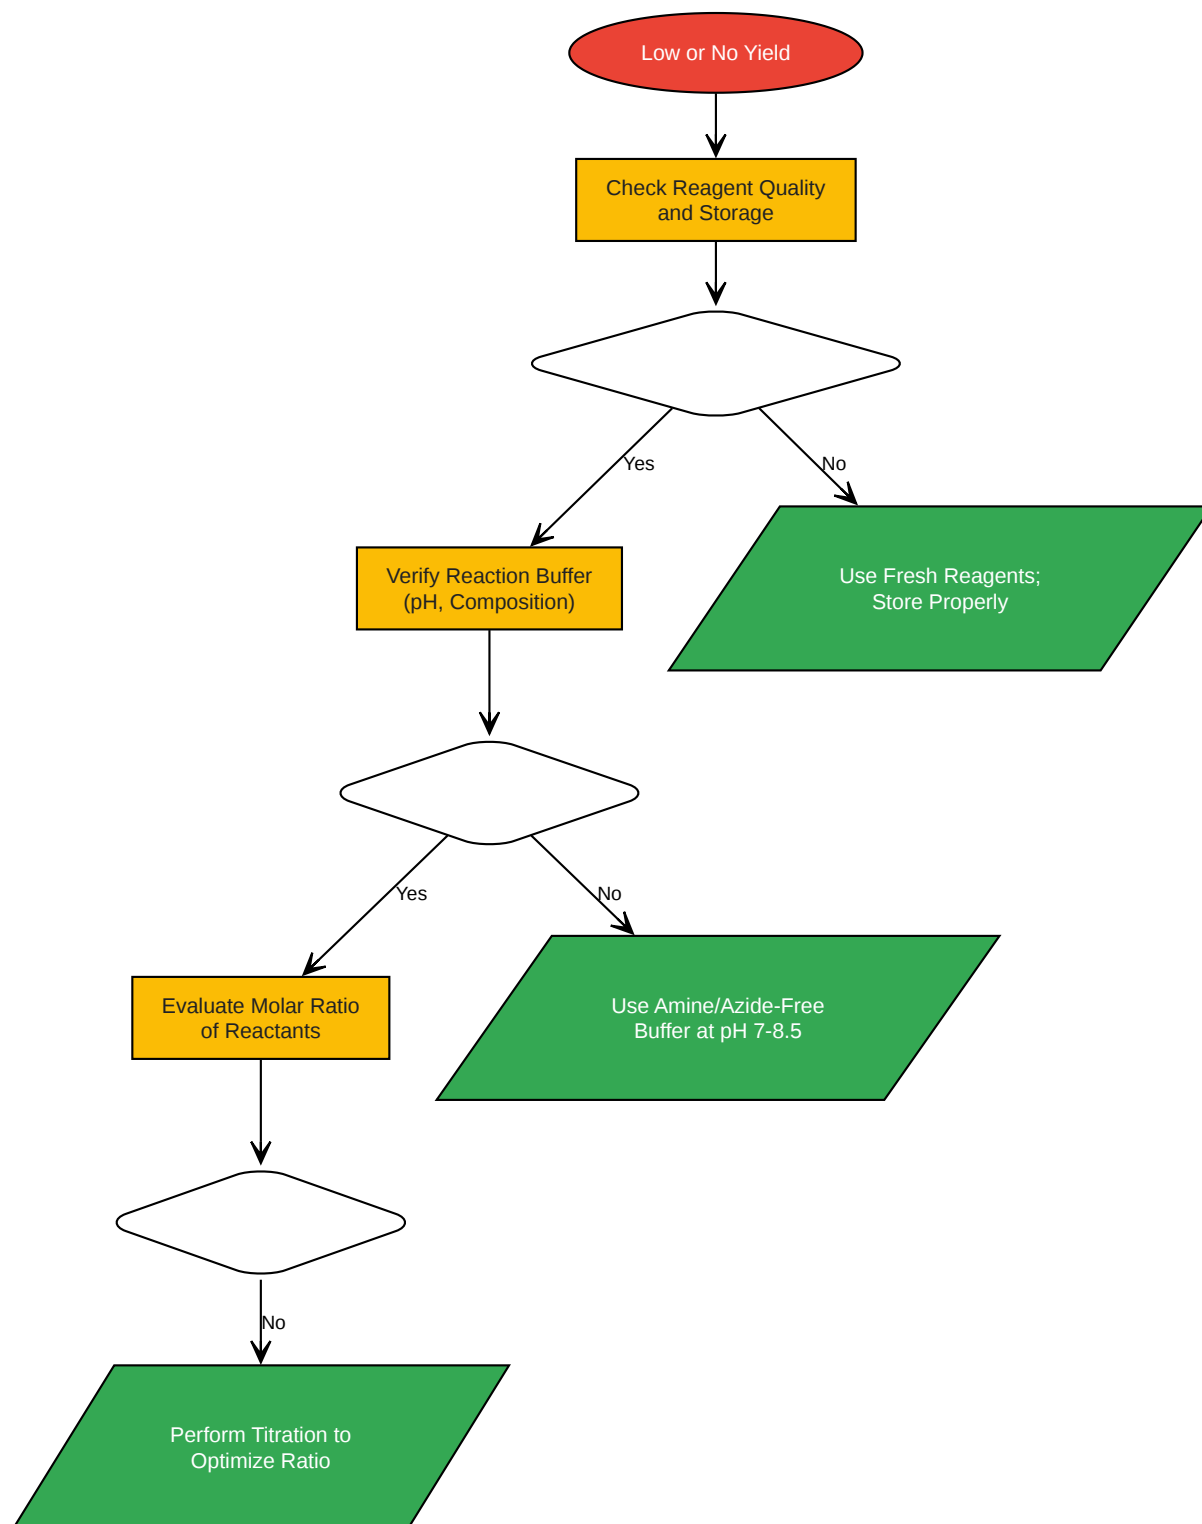 Low or No Yield
Check Reagent Quality
and Storage
Yes
No
Verify Reaction Buffer
(pH, Composition)
Use Fresh Reagents;
Store Properly
Yes
No
Evaluate Molar Ratio
of Reactants
Use Amine/Azide-Free
Buffer at pH 7-8.5
No
Perform Titration to
Optimize Ratio